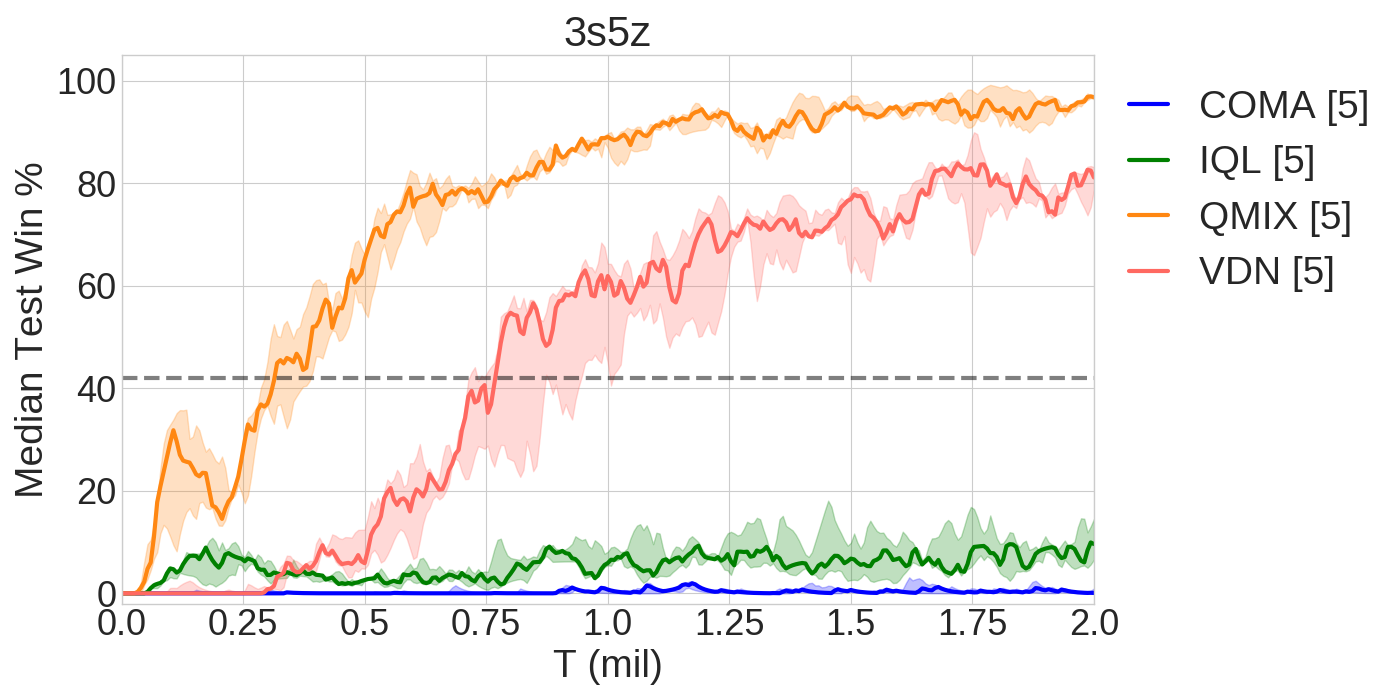 3s5z
Median Test Win %
100
80
60
40
20
0
0.0 0.25 0.5 0.75 1.0 1.25 1.5 1.75 2.0
T (mil)
COMA [5]
IQL [5]
QMIX [5]
VDN [5]